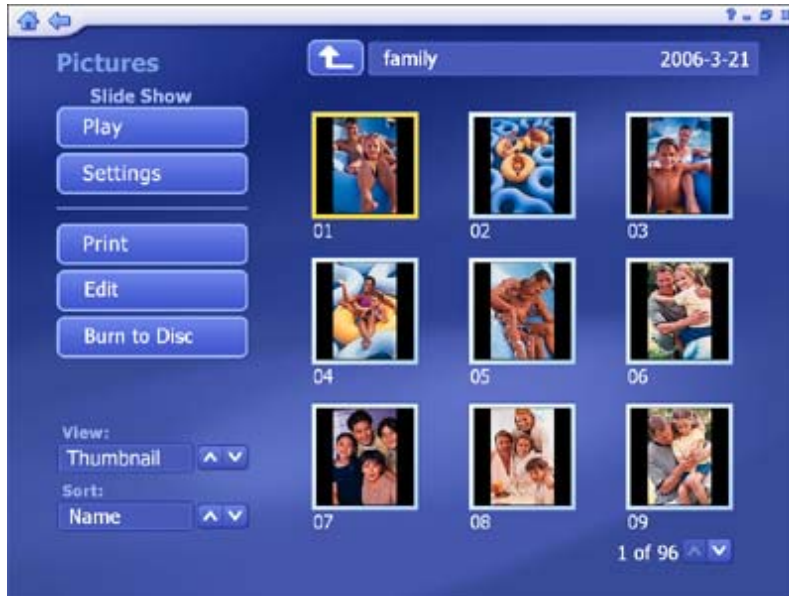 ?
Pictures
family 2006-3-21
Slide Show
Play
Settings
Print
Edit
Burn to Disc
View:
Thumbnail
Sort:
Name
01 02 03
04 05 06
07 08 09
1 of 96